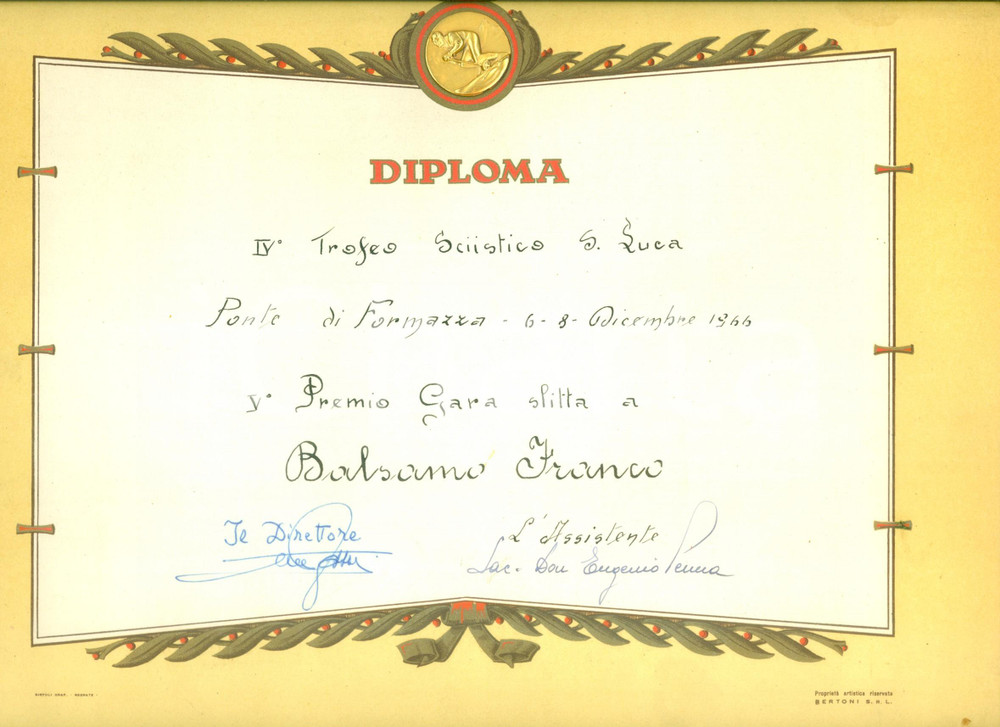 DIPLOMA
IV° Trofeo Sciistico S. Luca
Ponte di Formazza - 6-8- Dicembre 1966
V° Premio Gara slitta a
Balsamo Franco
Il Direttore
L'Assistente
Sac. Don Eugenio Penna
Proprietà artistica riservata
BERTONI S.R.L.